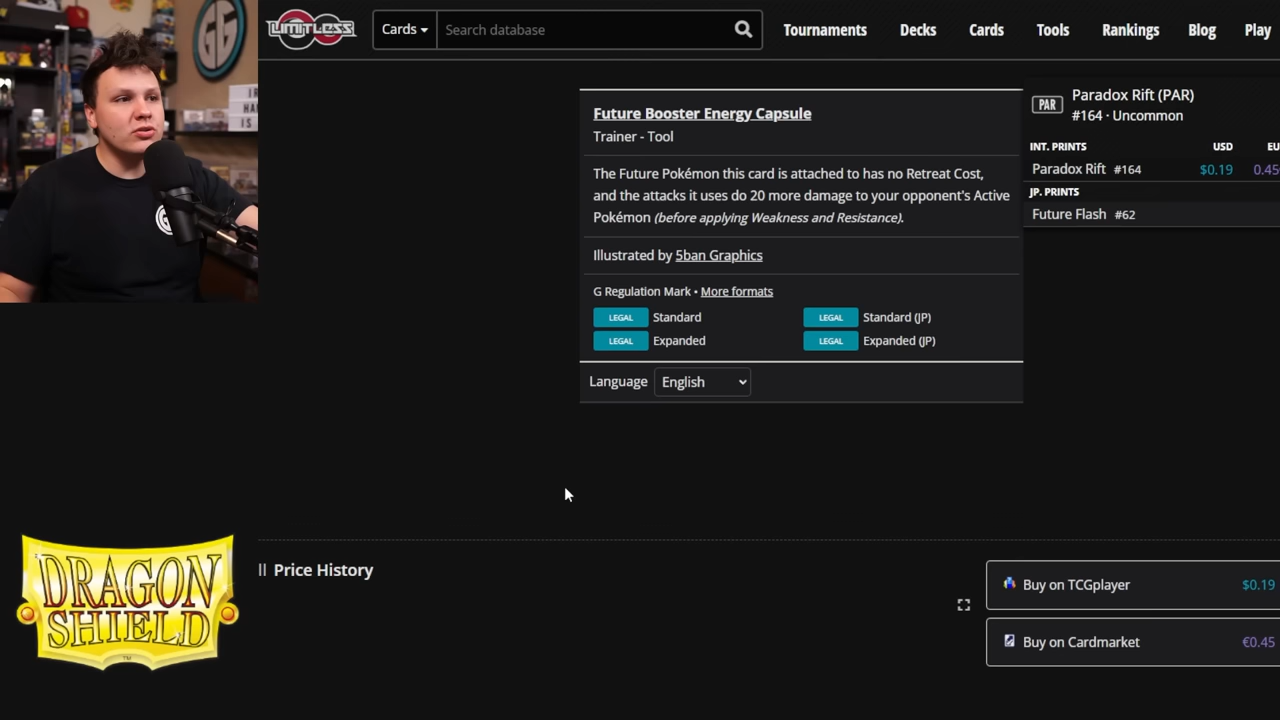 LIMITLESS
Cards
Search database
Tournaments
Decks
Cards
Tools
Rankings
Blog
Play
Future Booster Energy Capsule
Trainer - Tool
The Future Pokémon this card is attached to has no Retreat Cost,
and the attacks it uses do 20 more damage to your opponent's Active
Pokémon (before applying Weakness and Resistance).
Illustrated by 5ban Graphics
G Regulation Mark • More formats
LEGAL Standard LEGAL Standard (JP)
LEGAL Expanded LEGAL Expanded (JP)
Language English
PAR
Paradox Rift (PAR)
#164 · Uncommon
INT. PRINTS USD EU
Paradox Rift #164 $0.19 0.45
JP. PRINTS
Future Flash #62
DRAGON
SHIELD
TM
Price History
Buy on TCGplayer $0.19
Buy on Cardmarket €0.45